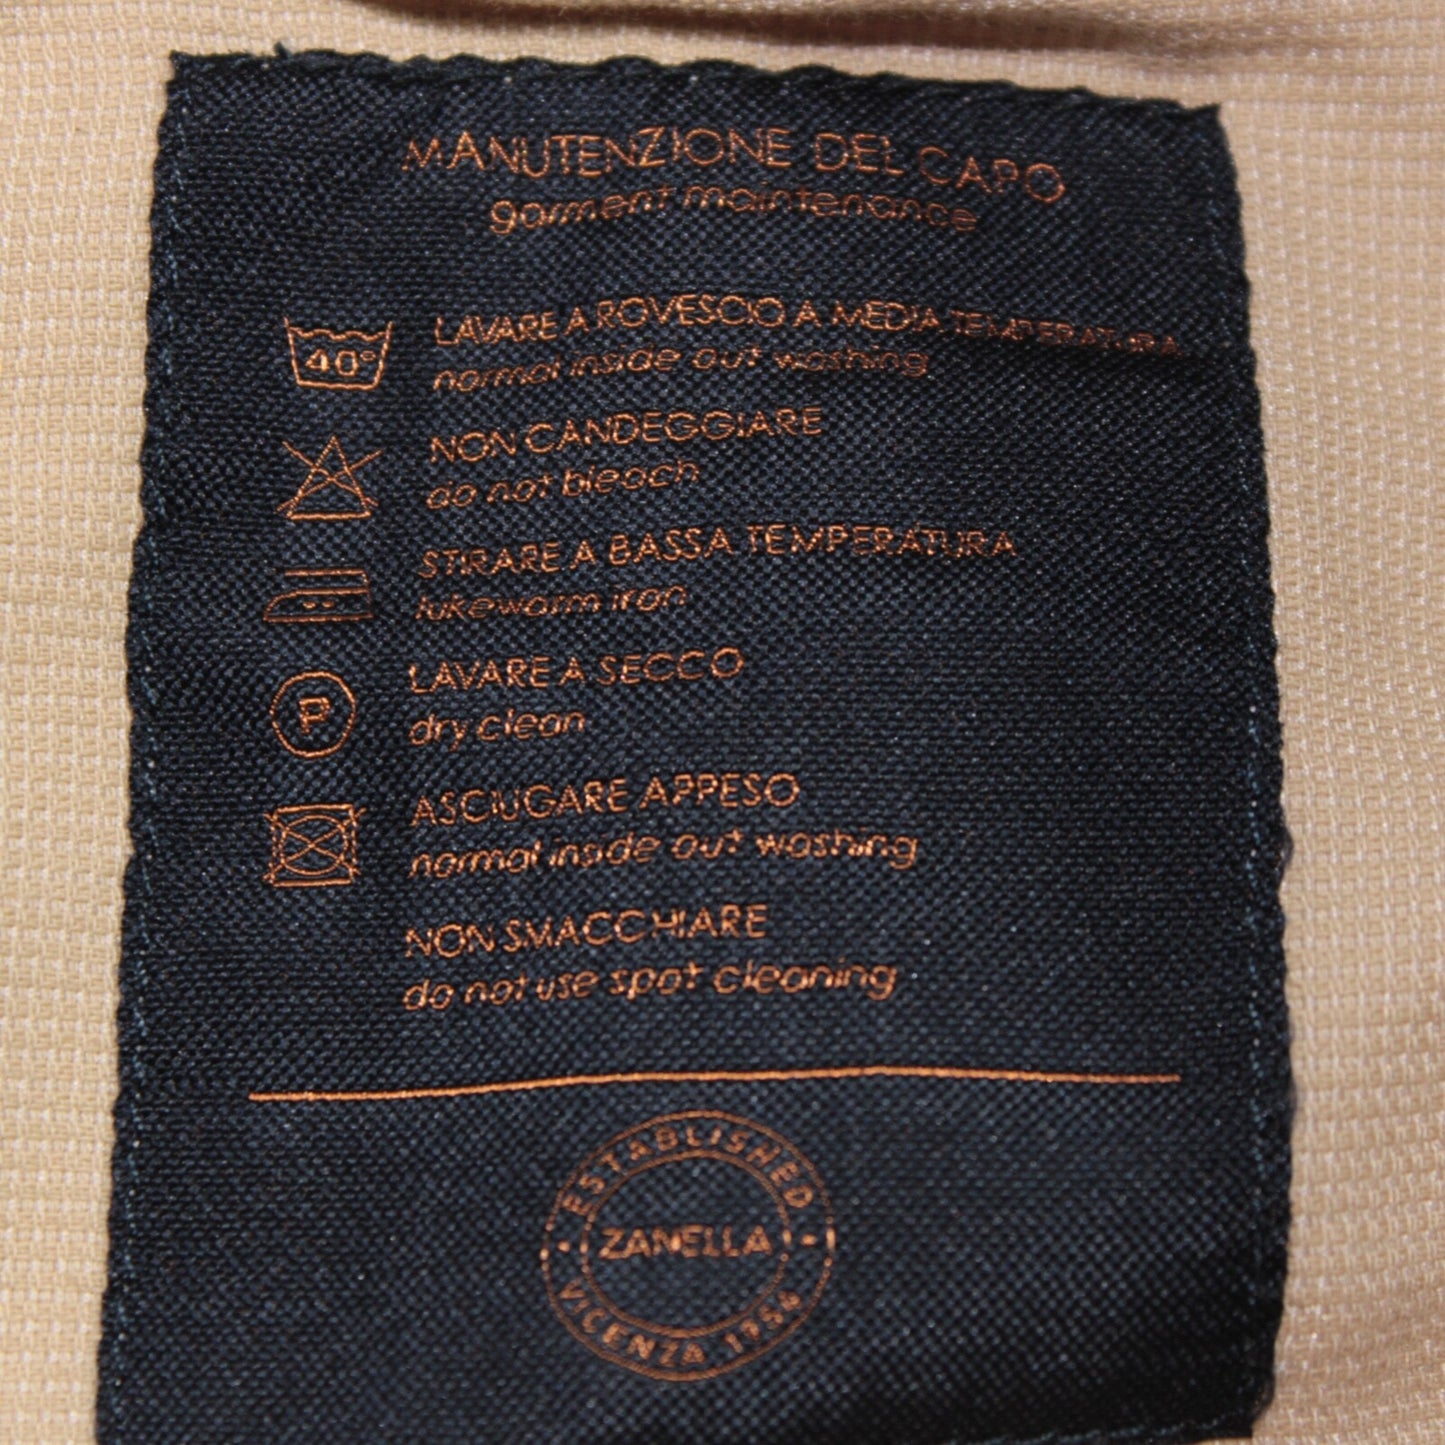 MANUTENZIONE DEL CAPO
garment maintenance
40°
LAVARE A ROVESCIO A MEDIA TEMPERATURA
normal inside out washing
NON CANDEGGIARE
do not bleach
STIRARE A BASSA TEMPERATURA
lukewarm iron
P
LAVARE A SECCO
dry clean
ASCIUGARE APPESO
normal inside out washing
NON SMACCHIARE
do not use spot cleaning
ESTABLISHED
ZANELLA
VICENZA 1954